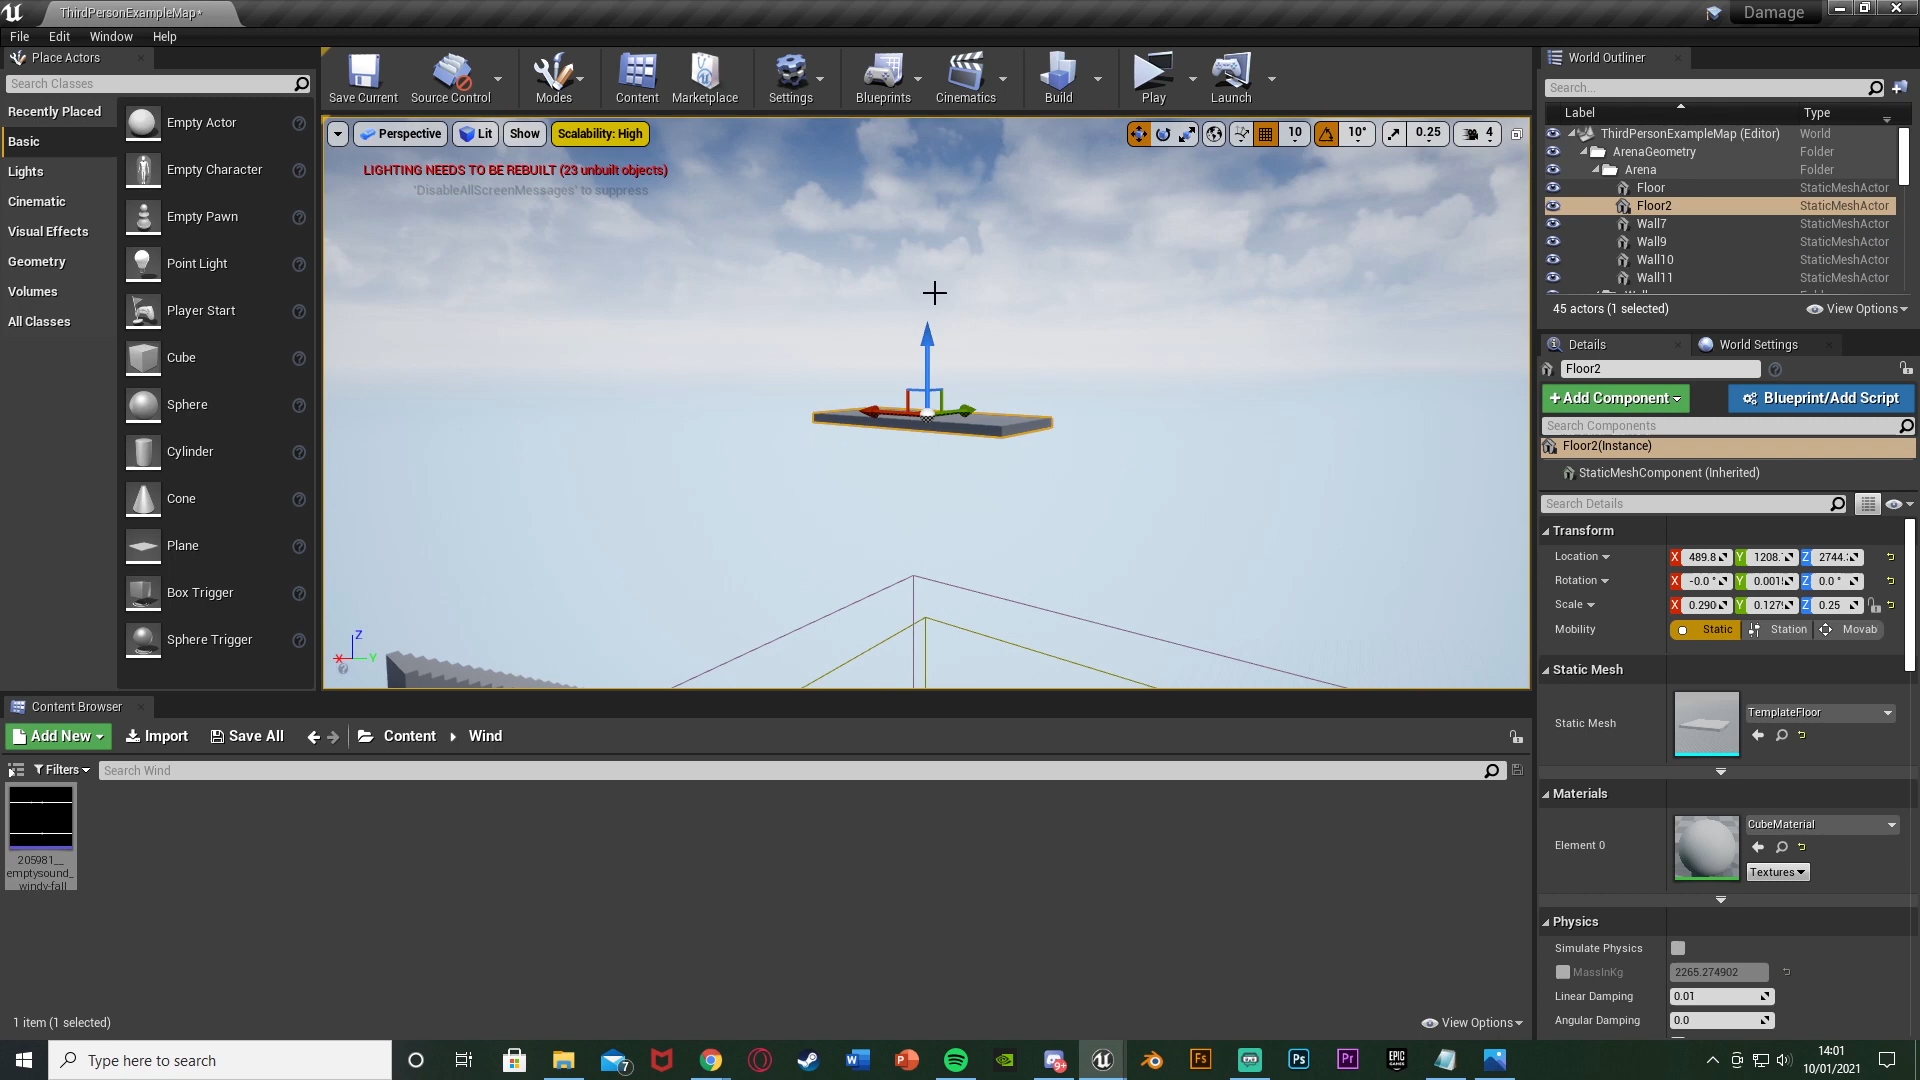 ThirdPersonExampleMap*
Damage
File Edit Window Help
Place Actors
Search Classes
Recently Placed
Basic
Lights
Cinematic
Visual Effects
Geometry
Volumes
All Classes
Empty Actor
Empty Character
Empty Pawn
Point Light
Player Start
Cube
Sphere
Cylinder
Cone
Plane
Box Trigger
Sphere Trigger
Save Current Source Control Modes Content Marketplace Settings Blueprints Cinematics Build Play Launch
Perspective Lit Show Scalability: High 10 10° 0.25 4
LIGHTING NEEDS TO BE REBUILT (23 unbuilt objects)
'DisableAllScreenMessages' to suppress
Z
X Y
World Outliner
Search...
Label Type
ThirdPersonExampleMap (Editor) World
ArenaGeometry Folder
Arena Folder
Floor StaticMeshActor
Floor2 StaticMeshActor
Wall7 StaticMeshActor
Wall9 StaticMeshActor
Wall10 StaticMeshActor
Wall11 StaticMeshActor
45 actors (1 selected) View Options
Details World Settings
Floor2
+Add Component Blueprint/Add Script
Search Components
Floor2(Instance)
StaticMeshComponent (Inherited)
Search Details
Transform
Location X 489.8 Y 1208. Z 2744.
Rotation X -0.0 ° Y 0.001 Z 0.0 °
Scale X 0.290 Y 0.127 Z 0.25
Mobility Static Station Movab
Static Mesh
Static Mesh TemplateFloor
Materials
Element 0 CubeMaterial
Textures
Physics
Simulate Physics
MassInKg 2265.274902
Linear Damping 0.01
Angular Damping 0.0
Content Browser
Add New Import Save All Content Wind
Filters Search Wind
205981__
emptysound_
windy-fall
1 item (1 selected) View Options
Type here to search
7
W P 9+ Fs Ps Pr EPIC GAMES
14:01
10/01/2021